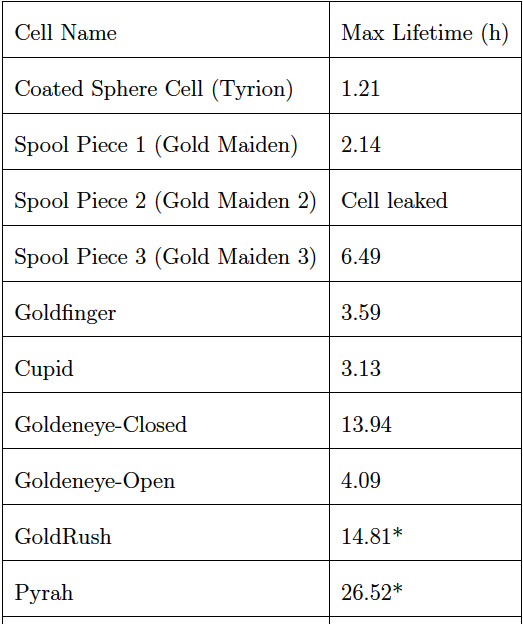 Cell Name Max Lifetime (h)
Coated Sphere Cell (Tyrion) 1.21
Spool Piece 1 (Gold Maiden) 2.14
Spool Piece 2 (Gold Maiden 2) Cell leaked
Spool Piece 3 (Gold Maiden 3) 6.49
Goldfinger 3.59
Cupid 3.13
Goldeneye-Closed 13.94
Goldeneye-Open 4.09
GoldRush 14.81*
Pyrah 26.52*